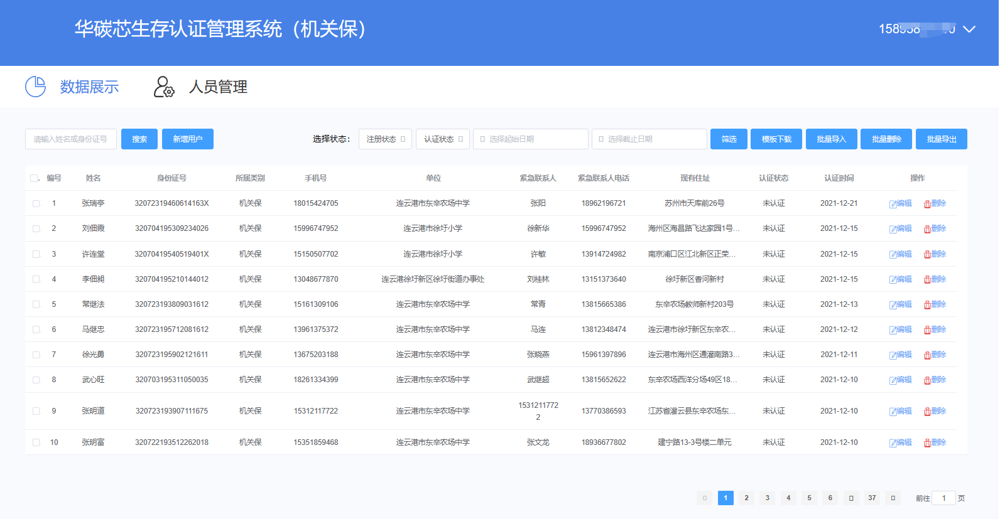 华碳芯生存认证管理系统（机关保）
数据展示 人员管理
请输入姓名或身份证号 搜索 新增用户 选择状态： 注册状态 认证状态 选择起始日期 选择截止日期 筛选 模板下载 批量导入 批量删除 批量导出
编号 姓名 身份证号 所属类别 手机号 单位 紧急联系人 紧急联系人电话 现有住址 认证状态 认证时间 操作
1 张瑞亭 32072319460614163X 机关保 18015424705 连云港市东辛农场中学 张阳 18962196721 苏州市天库前26号 未认证 2021-12-21 编辑 删除
2 刘佃霞 320704195309234026 机关保 15996747952 连云港市徐圩小学 徐新华 15996747952 海州区海昌路飞达家园1号... 未认证 2021-12-15 编辑 删除
3 许连堂 32070419540519401X 机关保 15150507702 连云港市徐圩小学 许敏 13914724982 南京浦口区江北新区正荣... 未认证 2021-12-15 编辑 删除
4 李佃昶 320704195210144012 机关保 13048677870 连云港徐圩新区徐圩街道办事处 刘桂林 13151373640 徐圩新区香河新村 未认证 2021-12-15 编辑 删除
5 常继法 320723193809031612 机关保 15161309106 连云港市东辛农场中学 常青 13815665386 东辛农场教师新村203号 未认证 2021-12-13 编辑 删除
6 马继忠 320723195712081612 机关保 13961375372 连云港市东辛农场中学 马连 13812348474 连云港市徐圩新区东辛农... 未认证 2021-12-12 编辑 删除
7 徐光勇 320723195902121611 机关保 13675203188 连云港市东辛农场中学 张晓燕 15961397896 连云港市海州区通灌南路3... 未认证 2021-12-11 编辑 删除
8 武心旺 320703195311050035 机关保 18261334399 连云港市东辛农场中学 武继超 13815652622 东辛农场西洋分场49区18... 未认证 2021-12-10 编辑 删除
9 张明道 320723193907111675 机关保 15312117722 连云港市东辛农场中学 15312117722 13770386593 江苏省灌云县东辛农场东... 未认证 2021-12-10 编辑 删除
10 张明富 320722193512262018 机关保 15351859468 连云港市东辛农场中学 张文龙 18936677802 建宁路13-3号楼二单元 未认证 2021-12-10 编辑 删除
1 2 3 4 5 6 37 前往 1 页